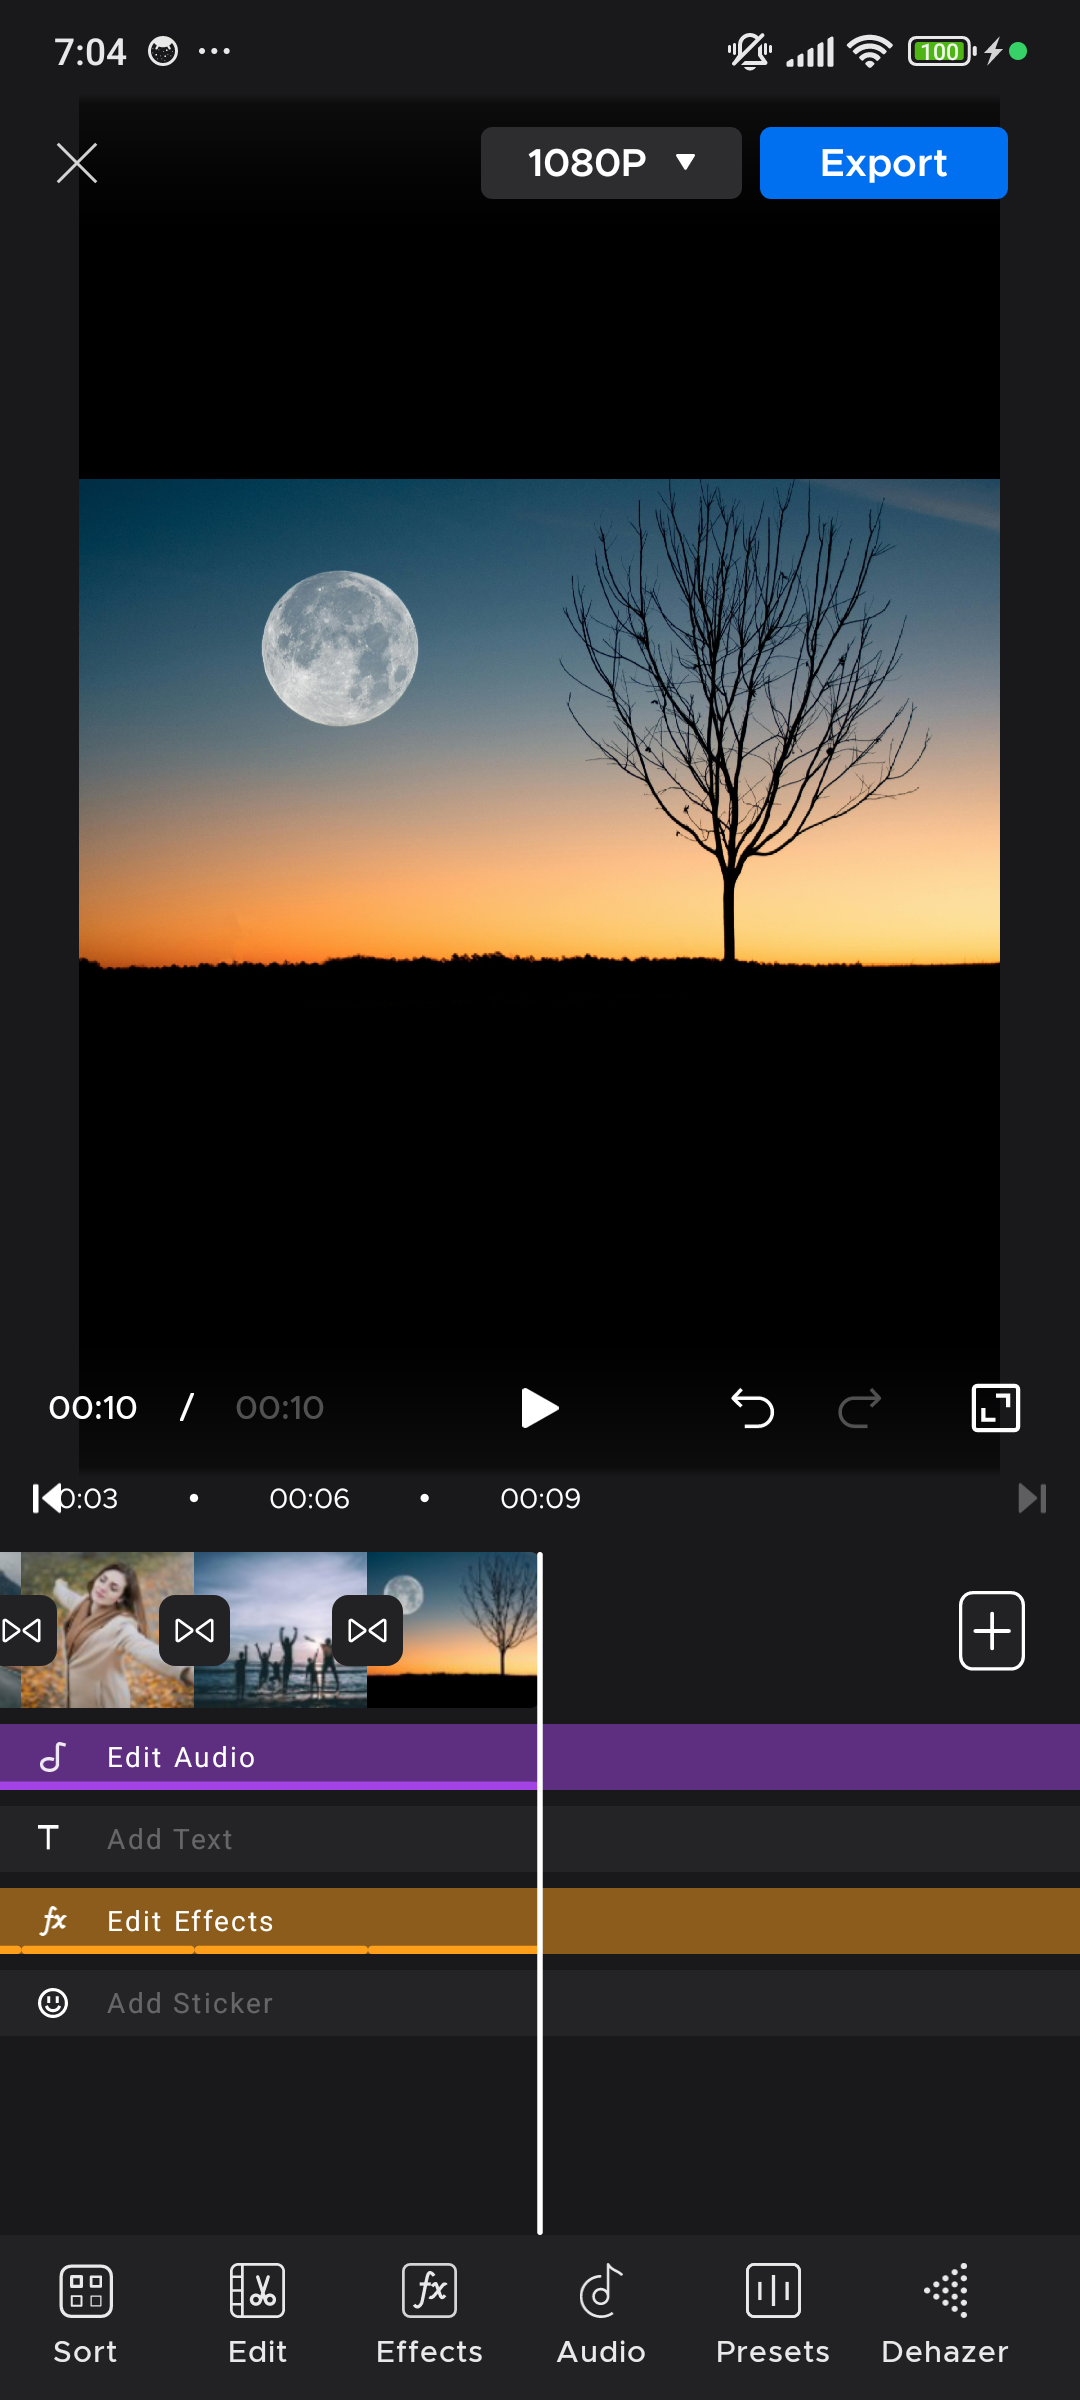 7:04
100
1080P
Export
00:10 / 00:10
0:03 00:06 00:09
Edit Audio
Add Text
Edit Effects
Add Sticker
Sort Edit Effects Audio Presets Dehazer